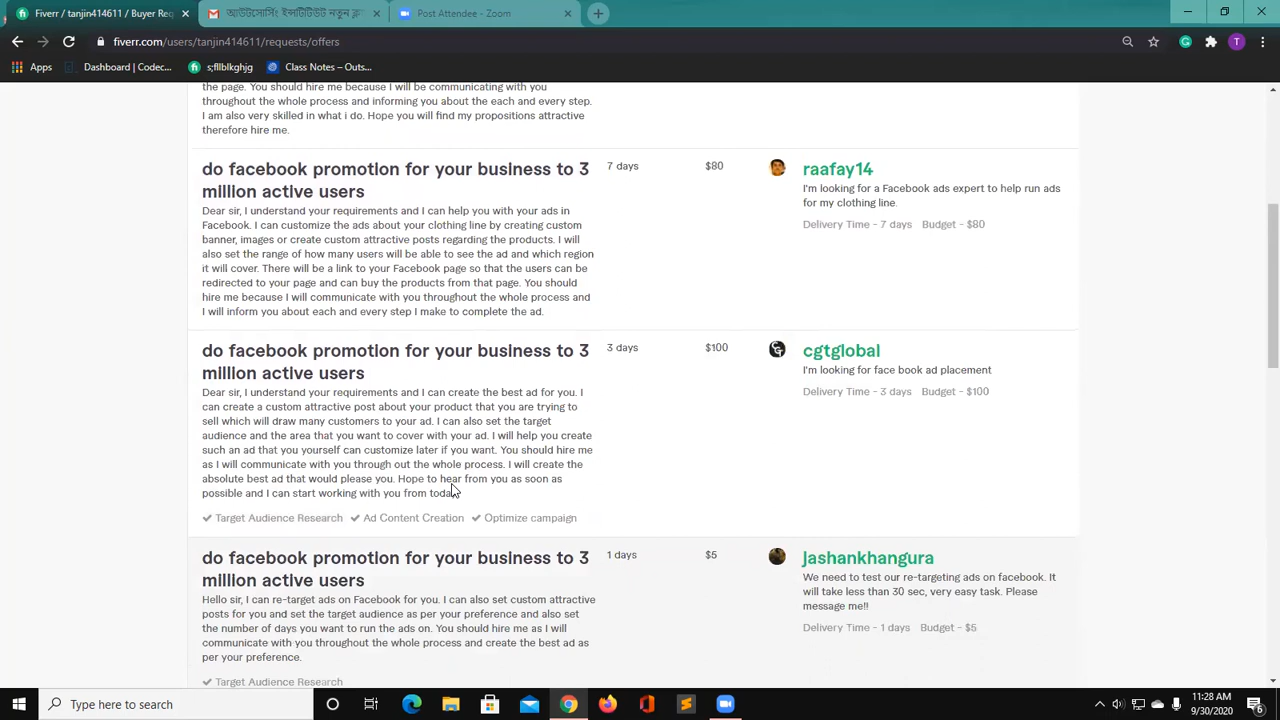 Fiverr / tanjin414611 / Buyer Req
আউটসোর্সিং ইন্সটিটিউট নতুন ক্লা
Post Attendee - Zoom
fiverr.com/users/tanjin414611/requests/offers
T
Apps
Dashboard | Codec...
s;fllblkghjg
Class Notes – Outs...
the page. You should hire me because I will be communicating with you
throughout the whole process and informing you about the each and every step.
I am also very skilled in what i do. Hope you will find my propositions attractive
therefore hire me.
do facebook promotion for your business to 3
million active users
7 days
$80
raafay14
Dear sir, I understand your requirements and I can help you with your ads in
Facebook. I can customize the ads about your clothing line by creating custom
banner, images or create custom attractive posts regarding the products. I will
also set the range of how many users will be able to see the ad and which region
it will cover. There will be a link to your Facebook page so that the users can be
redirected to your page and can buy the products from that page. You should
hire me because I will communicate with you throughout the whole process and
I will inform you about each and every step I make to complete the ad.
I'm looking for a Facebook ads expert to help run ads
for my clothing line.
Delivery Time - 7 days Budget - $80
do facebook promotion for your business to 3
million active users
3 days
$100
cgtglobal
Dear sir, I understand your requirements and I can create the best ad for you. I
can create a custom attractive post about your product that you are trying to
sell which will draw many customers to your ad. I can also set the target
audience and the area that you want to cover with your ad. I will help you create
such an ad that you yourself can customize later if you want. You should hire me
as I will communicate with you through out the whole process. I will create the
absolute best ad that would please you. Hope to hear from you as soon as
possible and I can start working with you from today.
Target Audience Research Ad Content Creation Optimize campaign
I'm looking for face book ad placement
Delivery Time - 3 days Budget - $100
do facebook promotion for your business to 3
million active users
1 days
$5
jashankhangura
Hello sir, I can re-target ads on Facebook for you. I can also set custom attractive
posts for you and set the target audience as per your preference and also set
the number of days you want to run the ads on. You should hire me as I will
communicate with you throughout the whole process and create the best ad as
per your preference.
Target Audience Research
We need to test our re-targeting ads on facebook. It
will take less than 30 sec, very easy task. Please
message me!!
Delivery Time - 1 days Budget - $5
Type here to search
11:28 AM
9/30/2020
6